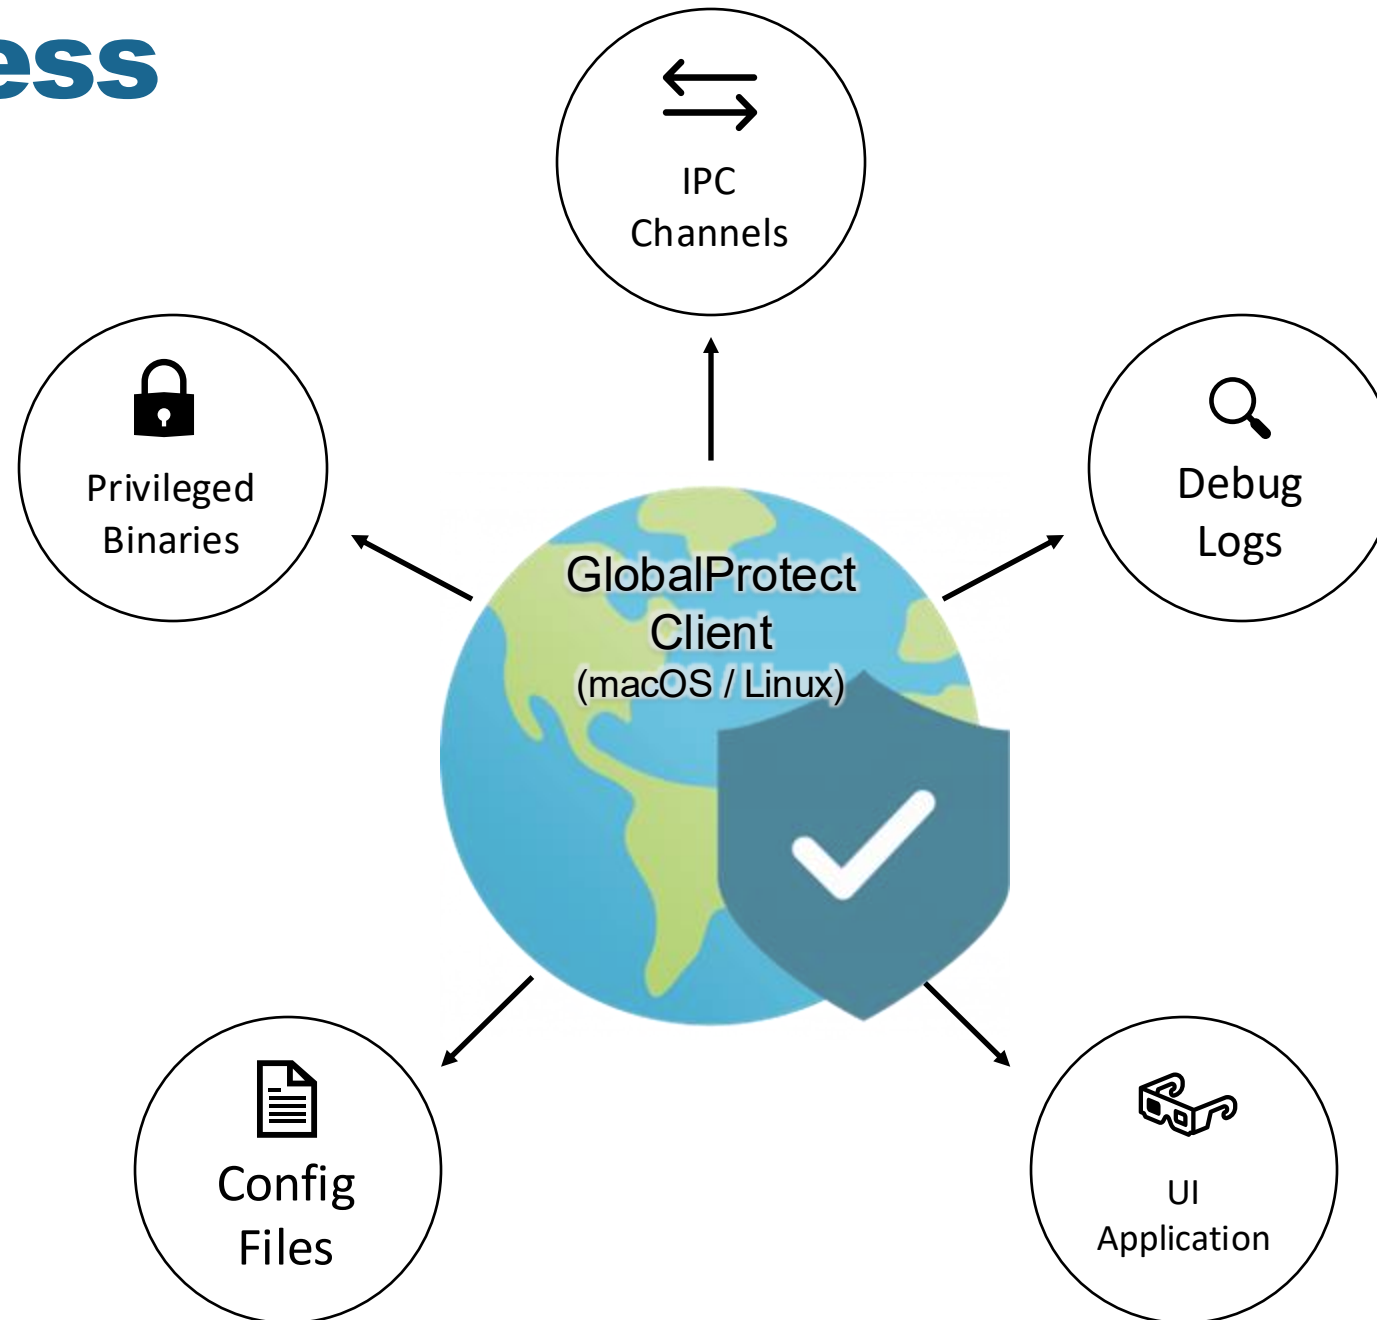 ess
IPC
Channels
Privileged
Binaries
Debug
Logs
GlobalProtect
Client
(macOS / Linux)
Config
Files
UI
Application